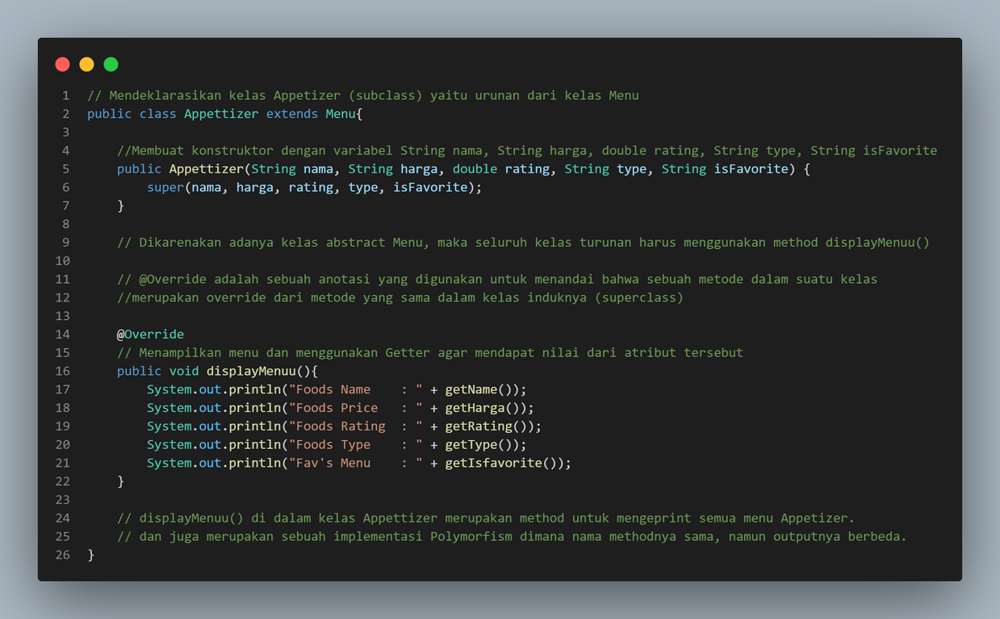 1 // Mendeklarasikan kelas Appetizer (subclass) yaitu urunan dari kelas Menu
2 public class Appettizer extends Menu{
3
4     //Membuat konstruktor dengan variabel String nama, String harga, double rating, String type, String isFavorite
5     public Appettizer(String nama, String harga, double rating, String type, String isFavorite) {
6         super(nama, harga, rating, type, isFavorite);
7     }
8
9     // Dikarenakan adanya kelas abstract Menu, maka seluruh kelas turunan harus menggunakan method displayMenuu()
10
11     // @Override adalah sebuah anotasi yang digunakan untuk menandai bahwa sebuah metode dalam suatu kelas
12     //merupakan override dari metode yang sama dalam kelas induknya (superclass)
13
14     @Override
15     // Menampilkan menu dan menggunakan Getter agar mendapat nilai dari atribut tersebut
16     public void displayMenuu(){
17         System.out.println("Foods Name    : " + getName());
18         System.out.println("Foods Price   : " + getHarga());
19         System.out.println("Foods Rating  : " + getRating());
20         System.out.println("Foods Type    : " + getType());
21         System.out.println("Fav's Menu    : " + getIsfavorite());
22     }
23
24     // displayMenuu() di dalam kelas Appettizer merupakan method untuk mengeprint semua menu Appetizer.
25     // dan juga merupakan sebuah implementasi Polymorfism dimana nama methodnya sama, namun outputnya berbeda.
26 }